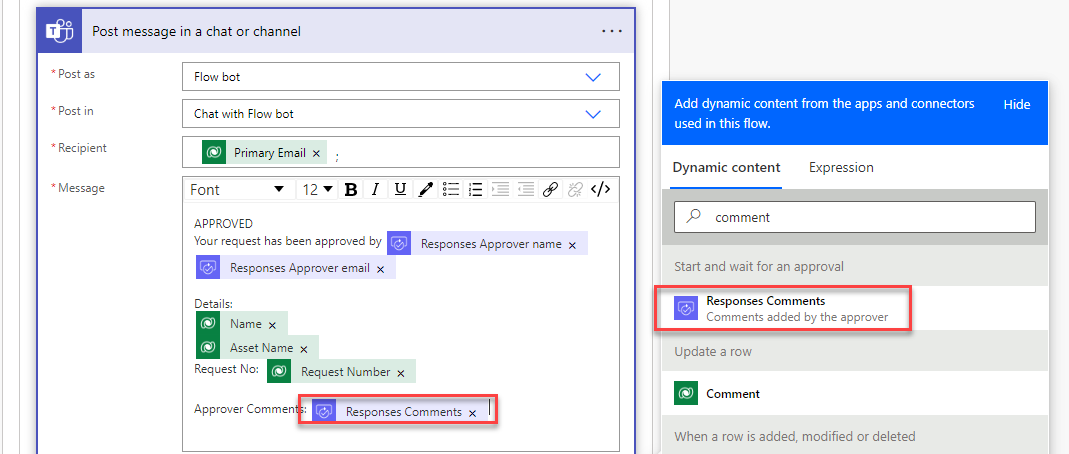 Post message in a chat or channel
* Post as
Flow bot
* Post in
Chat with Flow bot
* Recipient
Primary Email × ;
* Message
Font 12 B I U </>
APPROVED
Your request has been approved by Responses Approver name ×
Responses Approver email ×
Details:
Name ×
Asset Name ×
Request No: Request Number ×
Approver Comments: Responses Comments ×
Add dynamic content from the apps and connectors
used in this flow.
Hide
Dynamic content Expression
comment
Start and wait for an approval
Responses Comments
Comments added by the approver
Update a row
Comment
When a row is added, modified or deleted